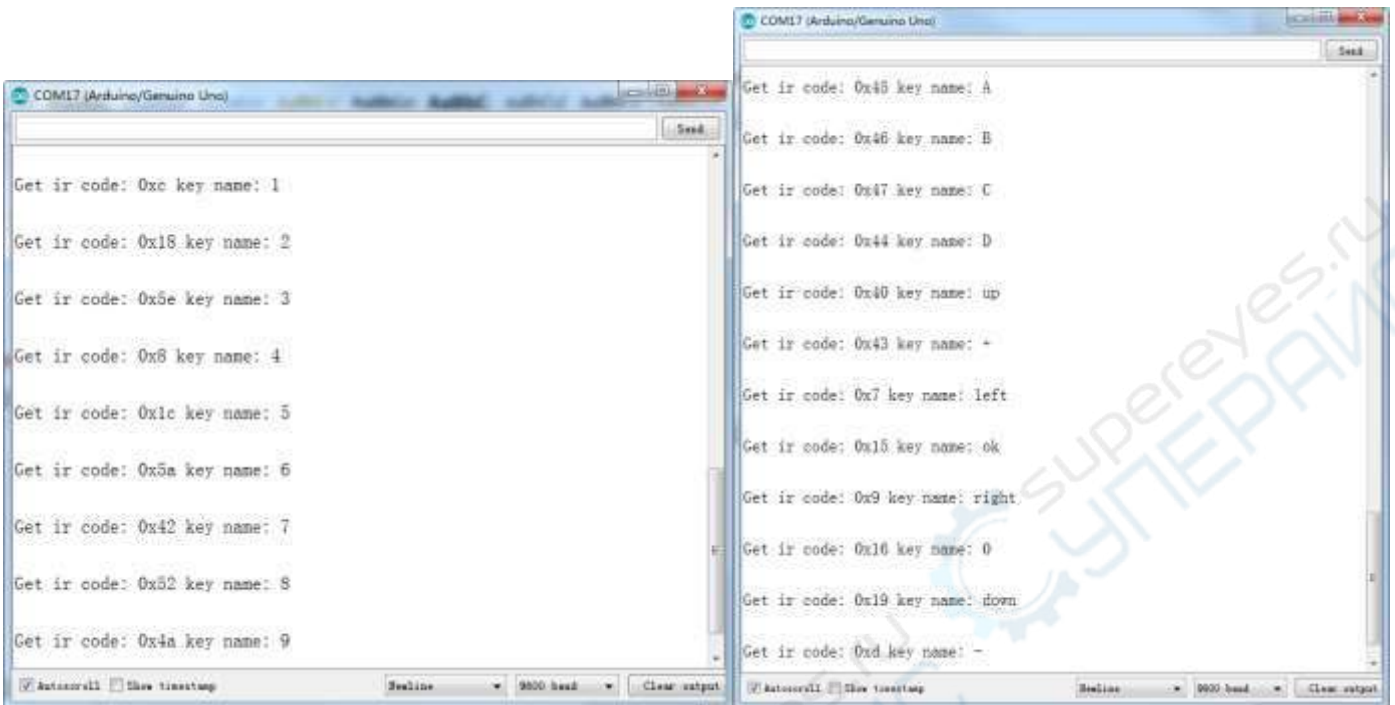 COM17 (Arduino/Genuino Uno)
Send
Get ir code: 0xc key name: 1
Get ir code: 0x18 key name: 2
Get ir code: 0x5e key name: 3
Get ir code: 0x8 key name: 4
Get ir code: 0x1c key name: 5
Get ir code: 0x5a key name: 6
Get ir code: 0x42 key name: 7
Get ir code: 0x52 key name: 8
Get ir code: 0x4a key name: 9
Autoscroll Show timestamp Newline 9600 baud Clear output
COM17 (Arduino/Genuino Uno)
Send
Get ir code: 0x45 key name: A
Get ir code: 0x46 key name: B
Get ir code: 0x47 key name: C
Get ir code: 0x44 key name: D
Get ir code: 0x40 key name: up
Get ir code: 0x43 key name: +
Get ir code: 0x7 key name: left
Get ir code: 0x15 key name: ok
Get ir code: 0x9 key name: right
Get ir code: 0x16 key name: 0
Get ir code: 0x19 key name: down
Get ir code: 0xd key name: -
Autoscroll Show timestamp Newline 9600 baud Clear output
supereyes.ru